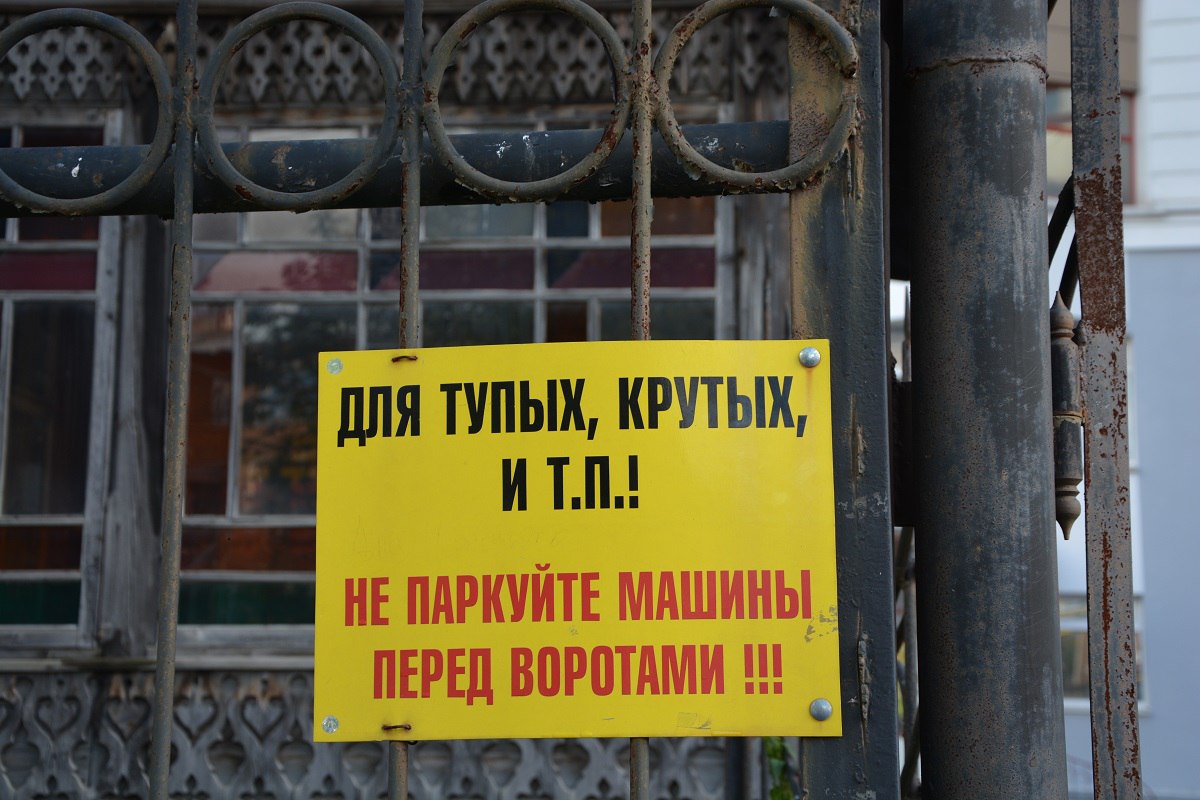 ДЛЯ ТУПЫХ, КРУТЫХ,
И Т.П.!
НЕ ПАРКУЙТЕ МАШИНЫ
ПЕРЕД ВОРОТАМИ !!!